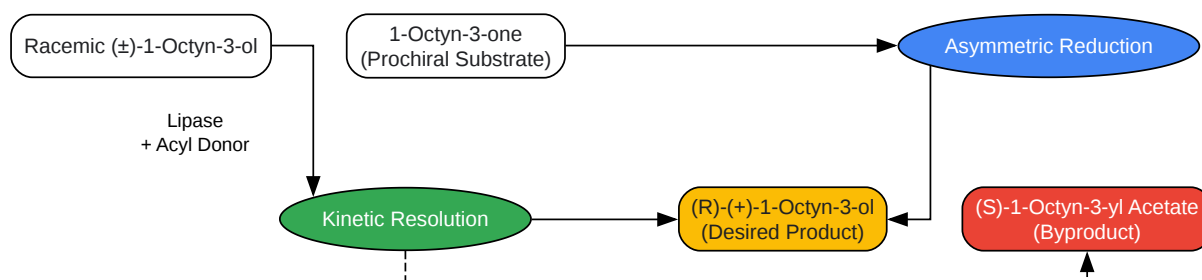 Racemic (±)-1-Octyn-3-ol
1-Octyn-3-one
(Prochiral Substrate)
Asymmetric Reduction
Lipase
+ Acyl Donor
Kinetic Resolution
(R)-(+)-1-Octyn-3-ol
(Desired Product)
(S)-1-Octyn-3-yl Acetate
(Byproduct)